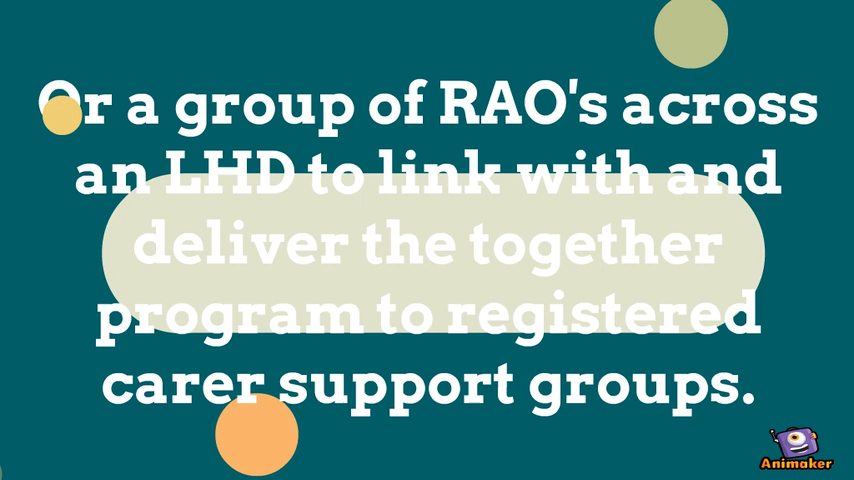 Or a group of RAO's across
an LHD to link with and
deliver the together
program to registered
carer support groups.
Animaker